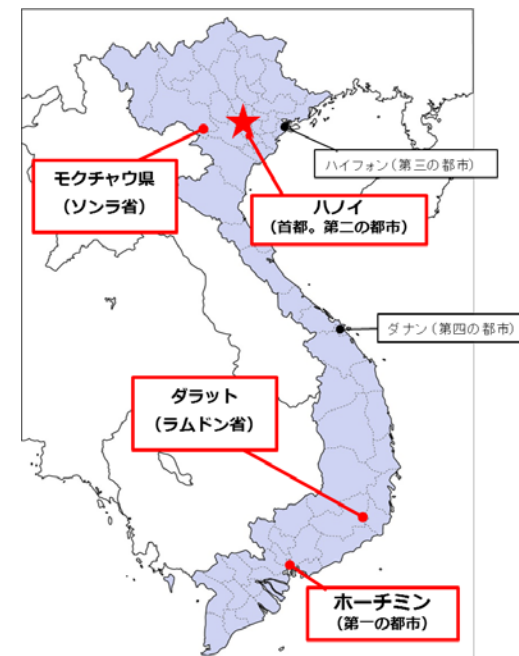 ハイフォン（第三の都市）
モクチャウ県
（ソンラ省）
ハノイ
（首都。第二の都市）
ダナン（第四の都市）
ダラット
（ラムドン省）
ホーチミン
（第一の都市）